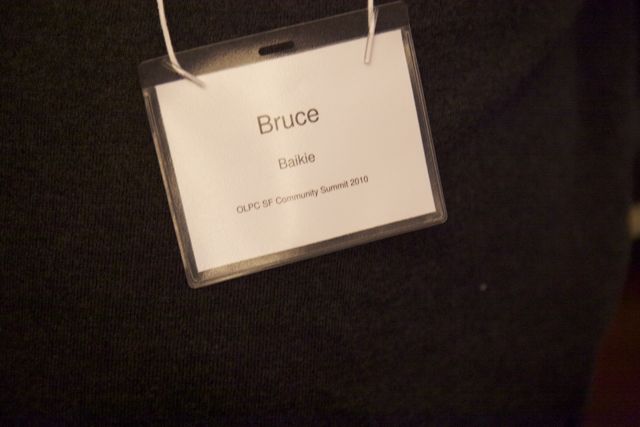 Bruce
Baikie
OLPC SF Community Summit 2010